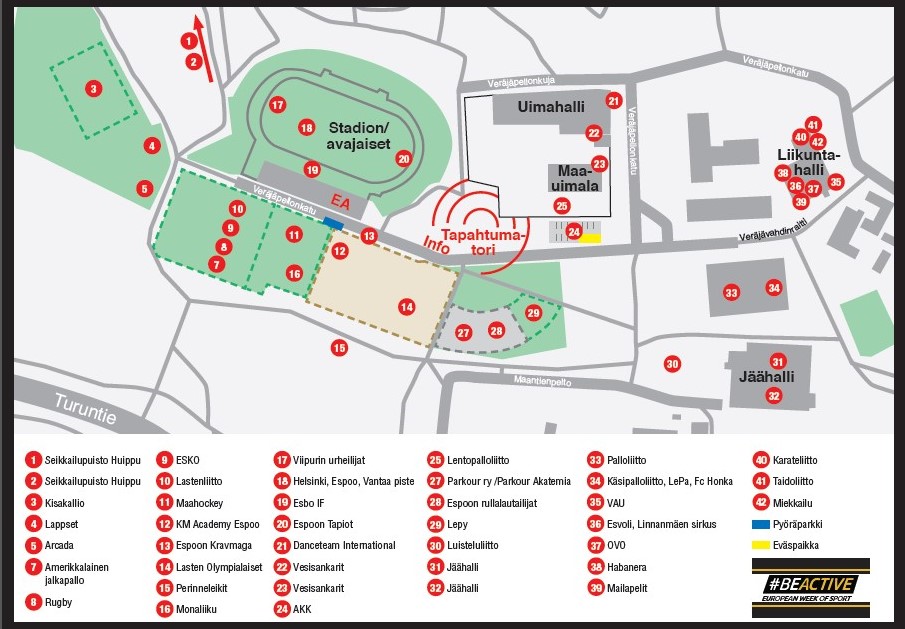 1
2
3
4
5
Veräjäpellonkuja
Veräjäpellonkatu
Uimahalli
21
22
23
Maa-
uimala
25
24
Veräjäpellonkatu
17
18
Stadion/
avajaiset
20
19
EA
Veräjäpellonkatu
Info
Tapahtuma-
tori
41
40
42
Liikunta-
halli
38
36
37
35
39
Veräjävahdinraitti
10
9
8
7
11
16
12
13
14
15
27
28
29
33
34
30
31
Jäähalli
32
Maantienpelto
Turuntie
1 Seikkailupuisto Huippu
2 Seikkailupuisto Huippu
3 Kisakallio
4 Lappset
5 Arcada
7 Amerikkalainen
jalkapallo
8 Rugby
9 ESKO
10 Lastenliitto
11 Maahockey
12 KM Academy Espoo
13 Espoon Kravmaga
14 Lasten Olympialaiset
15 Perinneleikit
16 Monaliiku
17 Viipurin urheilijat
18 Helsinki, Espoo, Vantaa piste
19 Esbo IF
20 Espoon Tapiot
21 Danceteam International
22 Vesisankarit
23 Vesisankarit
24 AKK
25 Lentopalloliitto
27 Parkour ry /Parkour Akatemia
28 Espoon rullalautailijat
29 Lepy
30 Luisteluliitto
31 Jäähalli
32 Jäähalli
33 Palloliitto
34 Käsipalloliitto, LePa, Fc Honka
35 VAU
36 Esvoli, Linnanmäen sirkus
37 OVO
38 Habanera
39 Mailapelit
40 Karateliitto
41 Taidoliitto
42 Miekkailu
Pyöräparkki
Eväspaikka
#BEACTIVE
EUROPEAN WEEK OF SPORT